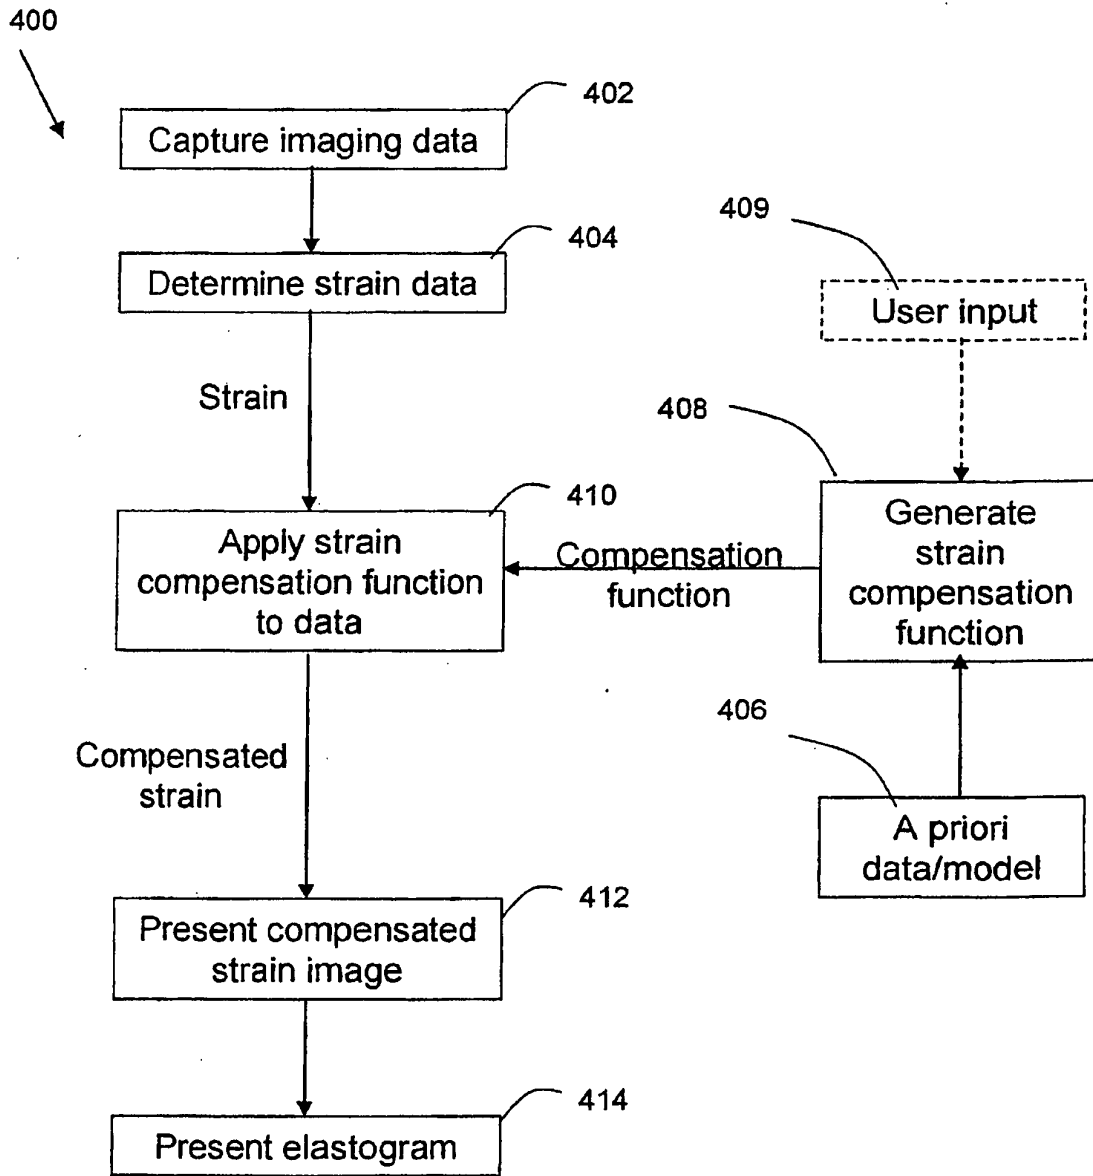 400
402
Capture imaging data
404
Determine strain data
409
User input
Strain
408
410
Apply strain
compensation function
to data
Compensation
function
Generate
strain
compensation
function
406
Compensated
strain
A priori
data/model
412
Present compensated
strain image
414
Present elastogram